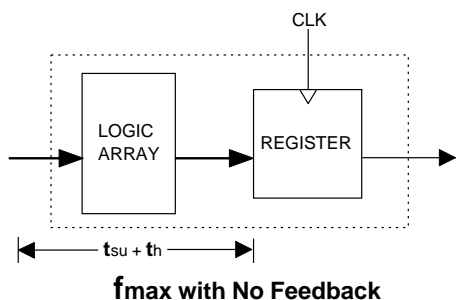 CLK
LOGIC
ARRAY
REGISTER
tsu + th
fmax with No Feedback